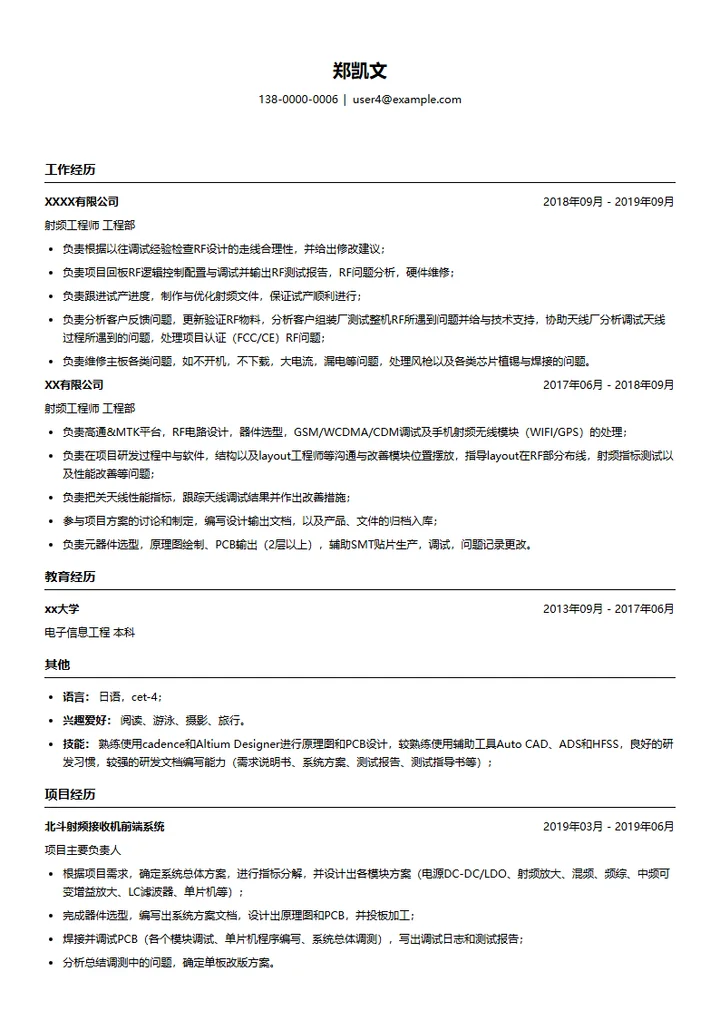 郑凯文
138-0000-0006 | user4@example.com
工作经历
XXXX有限公司 2018年09月 - 2019年09月
射频工程师 工程部
• 负责根据以往调试经验检查RF设计的走线合理性，并给出修改建议；
• 负责项目回板RF逻辑控制配置与调试并输出RF测试报告，RF问题分析，硬件维修；
• 负责跟进试产进度，制作与优化射频文件，保证试产顺利进行；
• 负责分析客户反馈问题，更新验证RF物料，分析客户组装厂测试整机RF所遇到问题并给与技术支持，协助天线厂分析调试天线
过程所遇到的问题，处理项目认证（FCC/CE）RF问题；
• 负责维修主板各类问题，如不开机，不下载，大电流，漏电等问题，处理风枪以及各类芯片植锡与焊接的问题。
XX有限公司 2017年06月 - 2018年09月
射频工程师 工程部
• 负责高通&MTK平台，RF电路设计，器件选型，GSM/WCDMA/CDM调试及手机射频无线模块（WIFI/GPS）的处理；
• 负责在项目研发过程中与软件，结构以及layout工程师等沟通与改善模块位置摆放，指导layout在RF部分布线，射频指标测试以
及性能改善等问题；
• 负责把关天线性能指标，跟踪天线调试结果并作出改善措施；
• 参与项目方案的讨论和制定，编写设计输出文档，以及产品、文件的归档入库；
• 负责元器件选型，原理图绘制、PCB输出（2层以上），辅助SMT贴片生产，调试，问题记录更改。
教育经历
xx大学 2013年09月 - 2017年06月
电子信息工程 本科
其他
• 语言： 日语，cet-4；
• 兴趣爱好： 阅读、游泳、摄影、旅行。
• 技能： 熟练使用cadence和Altium Designer进行原理图和PCB设计，较熟练使用辅助工具Auto CAD、ADS和HFSS，良好的研
发习惯，较强的研发文档编写能力（需求说明书、系统方案、测试报告、测试指导书等）；
项目经历
北斗射频接收机前端系统 2019年03月 - 2019年06月
项目主要负责人
• 根据项目需求，确定系统总体方案，进行指标分解，并设计出各模块方案（电源DC-DC/LDO、射频放大、混频、频综、中频可
变增益放大、LC滤波器、单片机等）；
• 完成器件选型，编写出系统方案文档，设计出原理图和PCB，并投板加工；
• 焊接并调试PCB（各个模块调试、单片机程序编写、系统总体调测），写出调试日志和测试报告；
• 分析总结调测中的问题，确定单板改版方案。